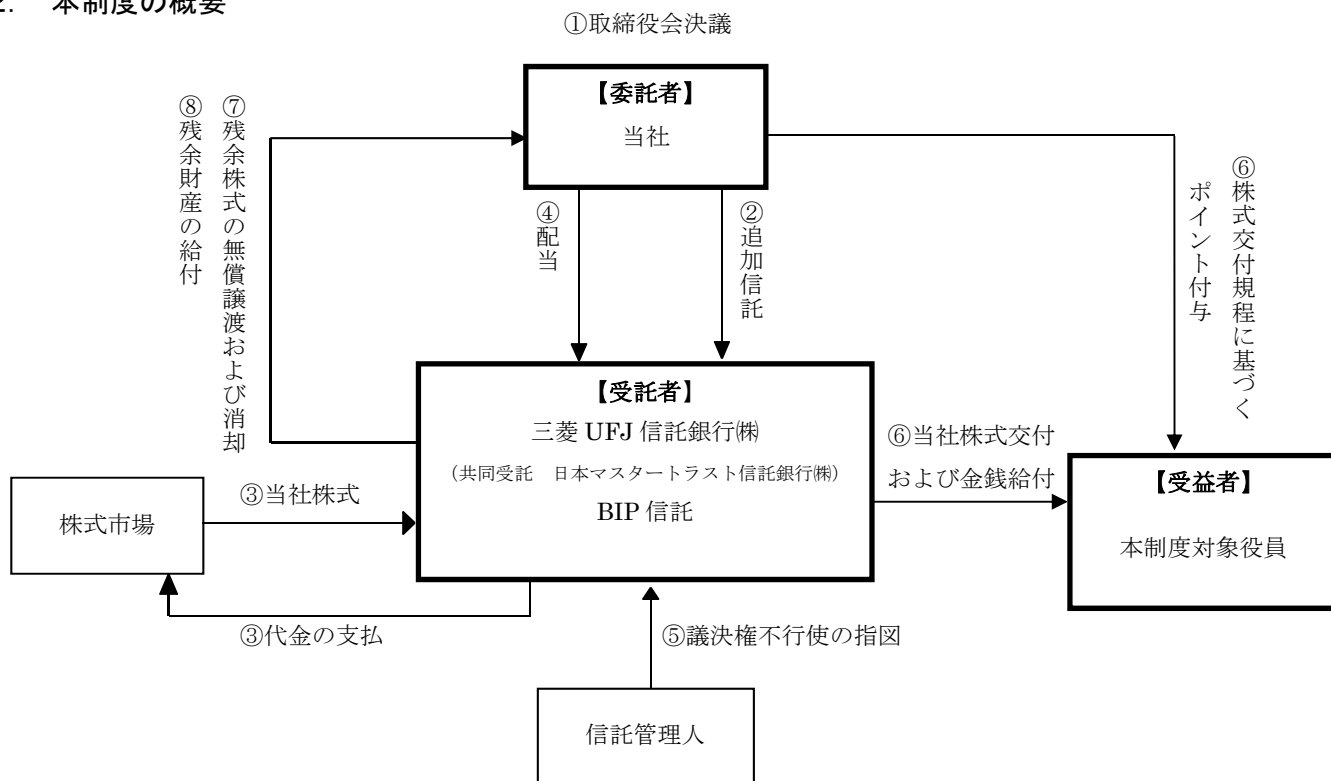 2. 本制度の概要
①取締役会決議
【委託者】
当社
⑧残余財産の給付
⑦残余株式の無償譲渡および消却
④配当
②追加信託
⑥株式交付規程に基づく
ポイント付与
【受託者】
三菱 UFJ 信託銀行㈱
(共同受託 日本マスタートラスト信託銀行㈱)
BIP 信託
⑥当社株式交付
および金銭給付
【受益者】
本制度対象役員
株式市場
③当社株式
③代金の支払
⑤議決権不行使の指図
信託管理人